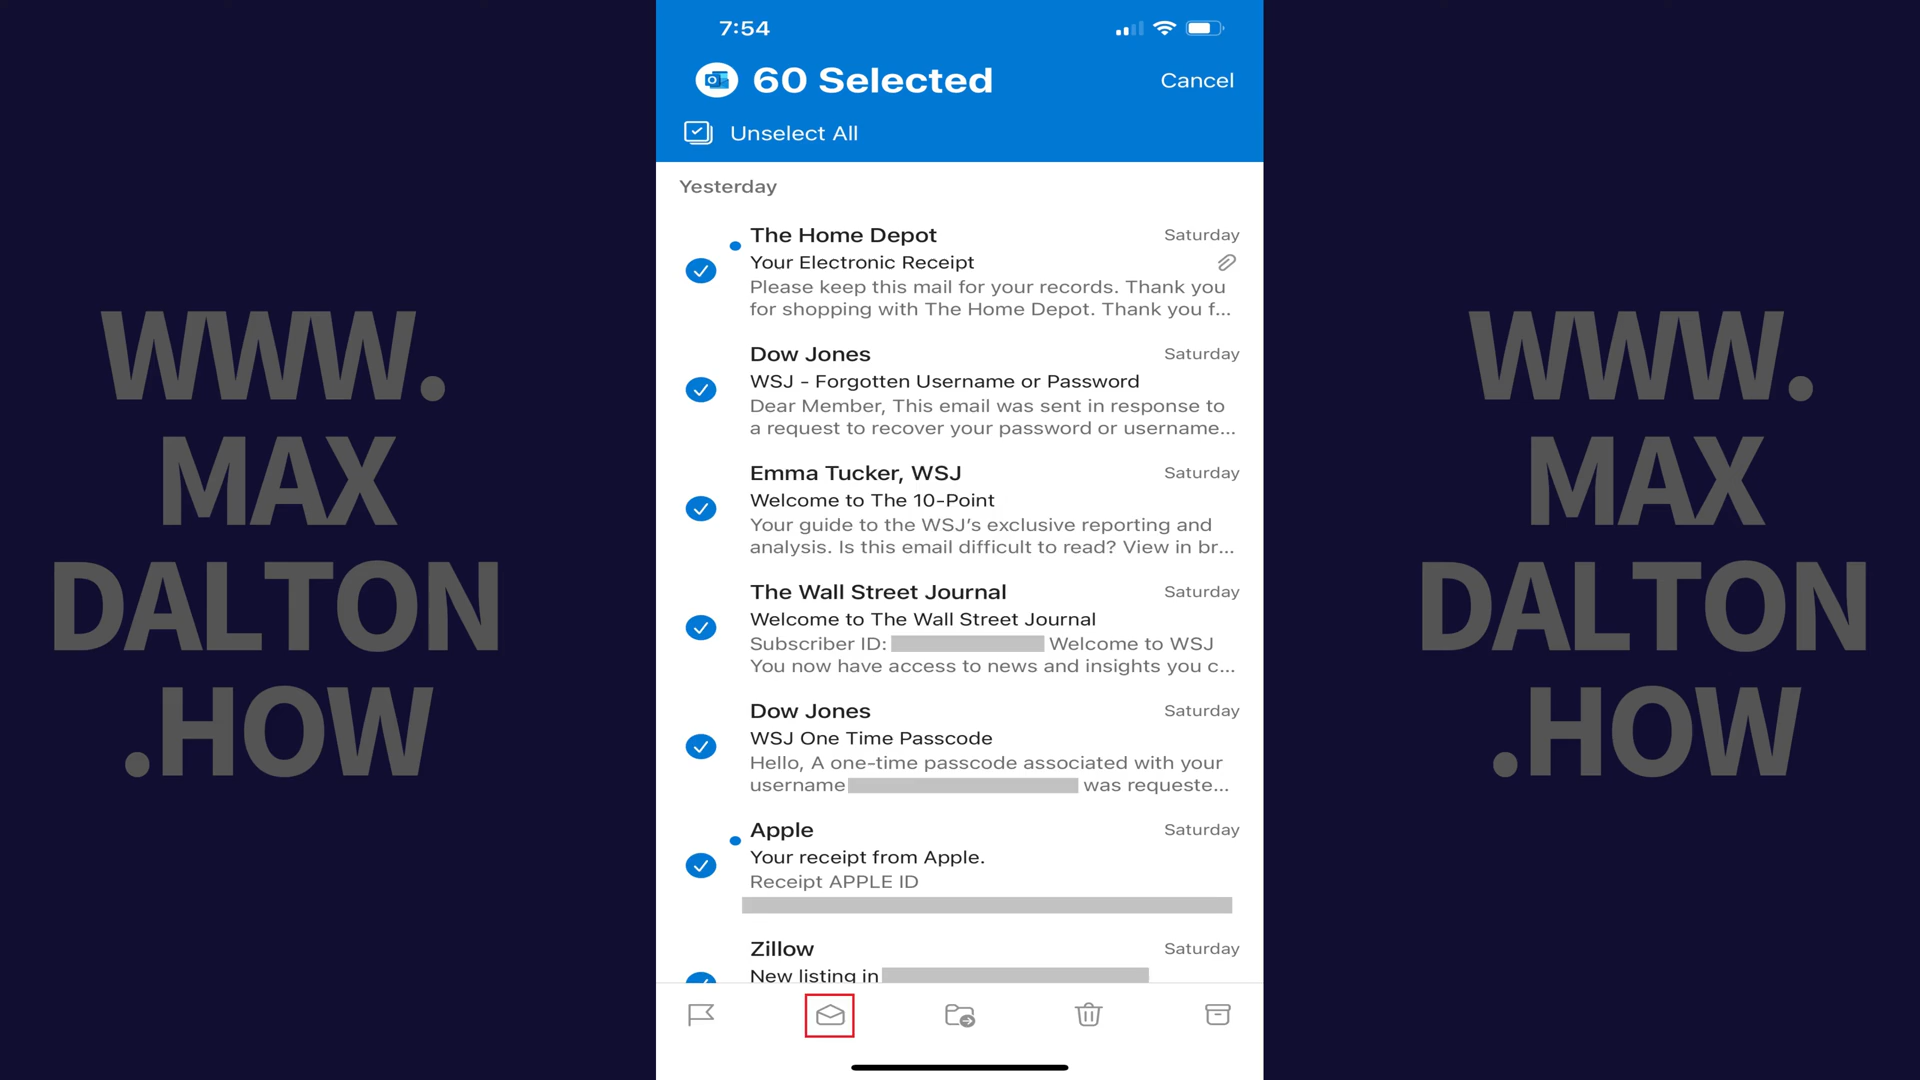 WWW.
MAX
DALTON
.HOW
7:54
60 Selected
Cancel
Unselect All
Yesterday
The Home Depot
Saturday
Your Electronic Receipt
Please keep this mail for your records. Thank you
for shopping with The Home Depot. Thank you f...
Dow Jones
Saturday
WSJ - Forgotten Username or Password
Dear Member, This email was sent in response to
a request to recover your password or username...
Emma Tucker, WSJ
Saturday
Welcome to The 10-Point
Your guide to the WSJ's exclusive reporting and
analysis. Is this email difficult to read? View in br...
The Wall Street Journal
Saturday
Welcome to The Wall Street Journal
Subscriber ID: Welcome to WSJ
You now have access to news and insights you c...
Dow Jones
Saturday
WSJ One Time Passcode
Hello, A one-time passcode associated with your
username was requeste...
Apple
Saturday
Your receipt from Apple.
Receipt APPLE ID
Zillow
Saturday
New listing in
WWW.
MAX
DALTON
.HOW